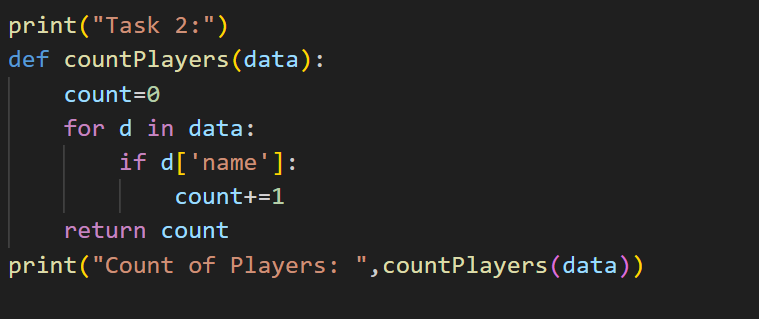 print("Task 2:")
def countPlayers(data):
    count=0
    for d in data:
        if d['name']:
            count+=1
    return count
print("Count of Players: ",countPlayers(data))